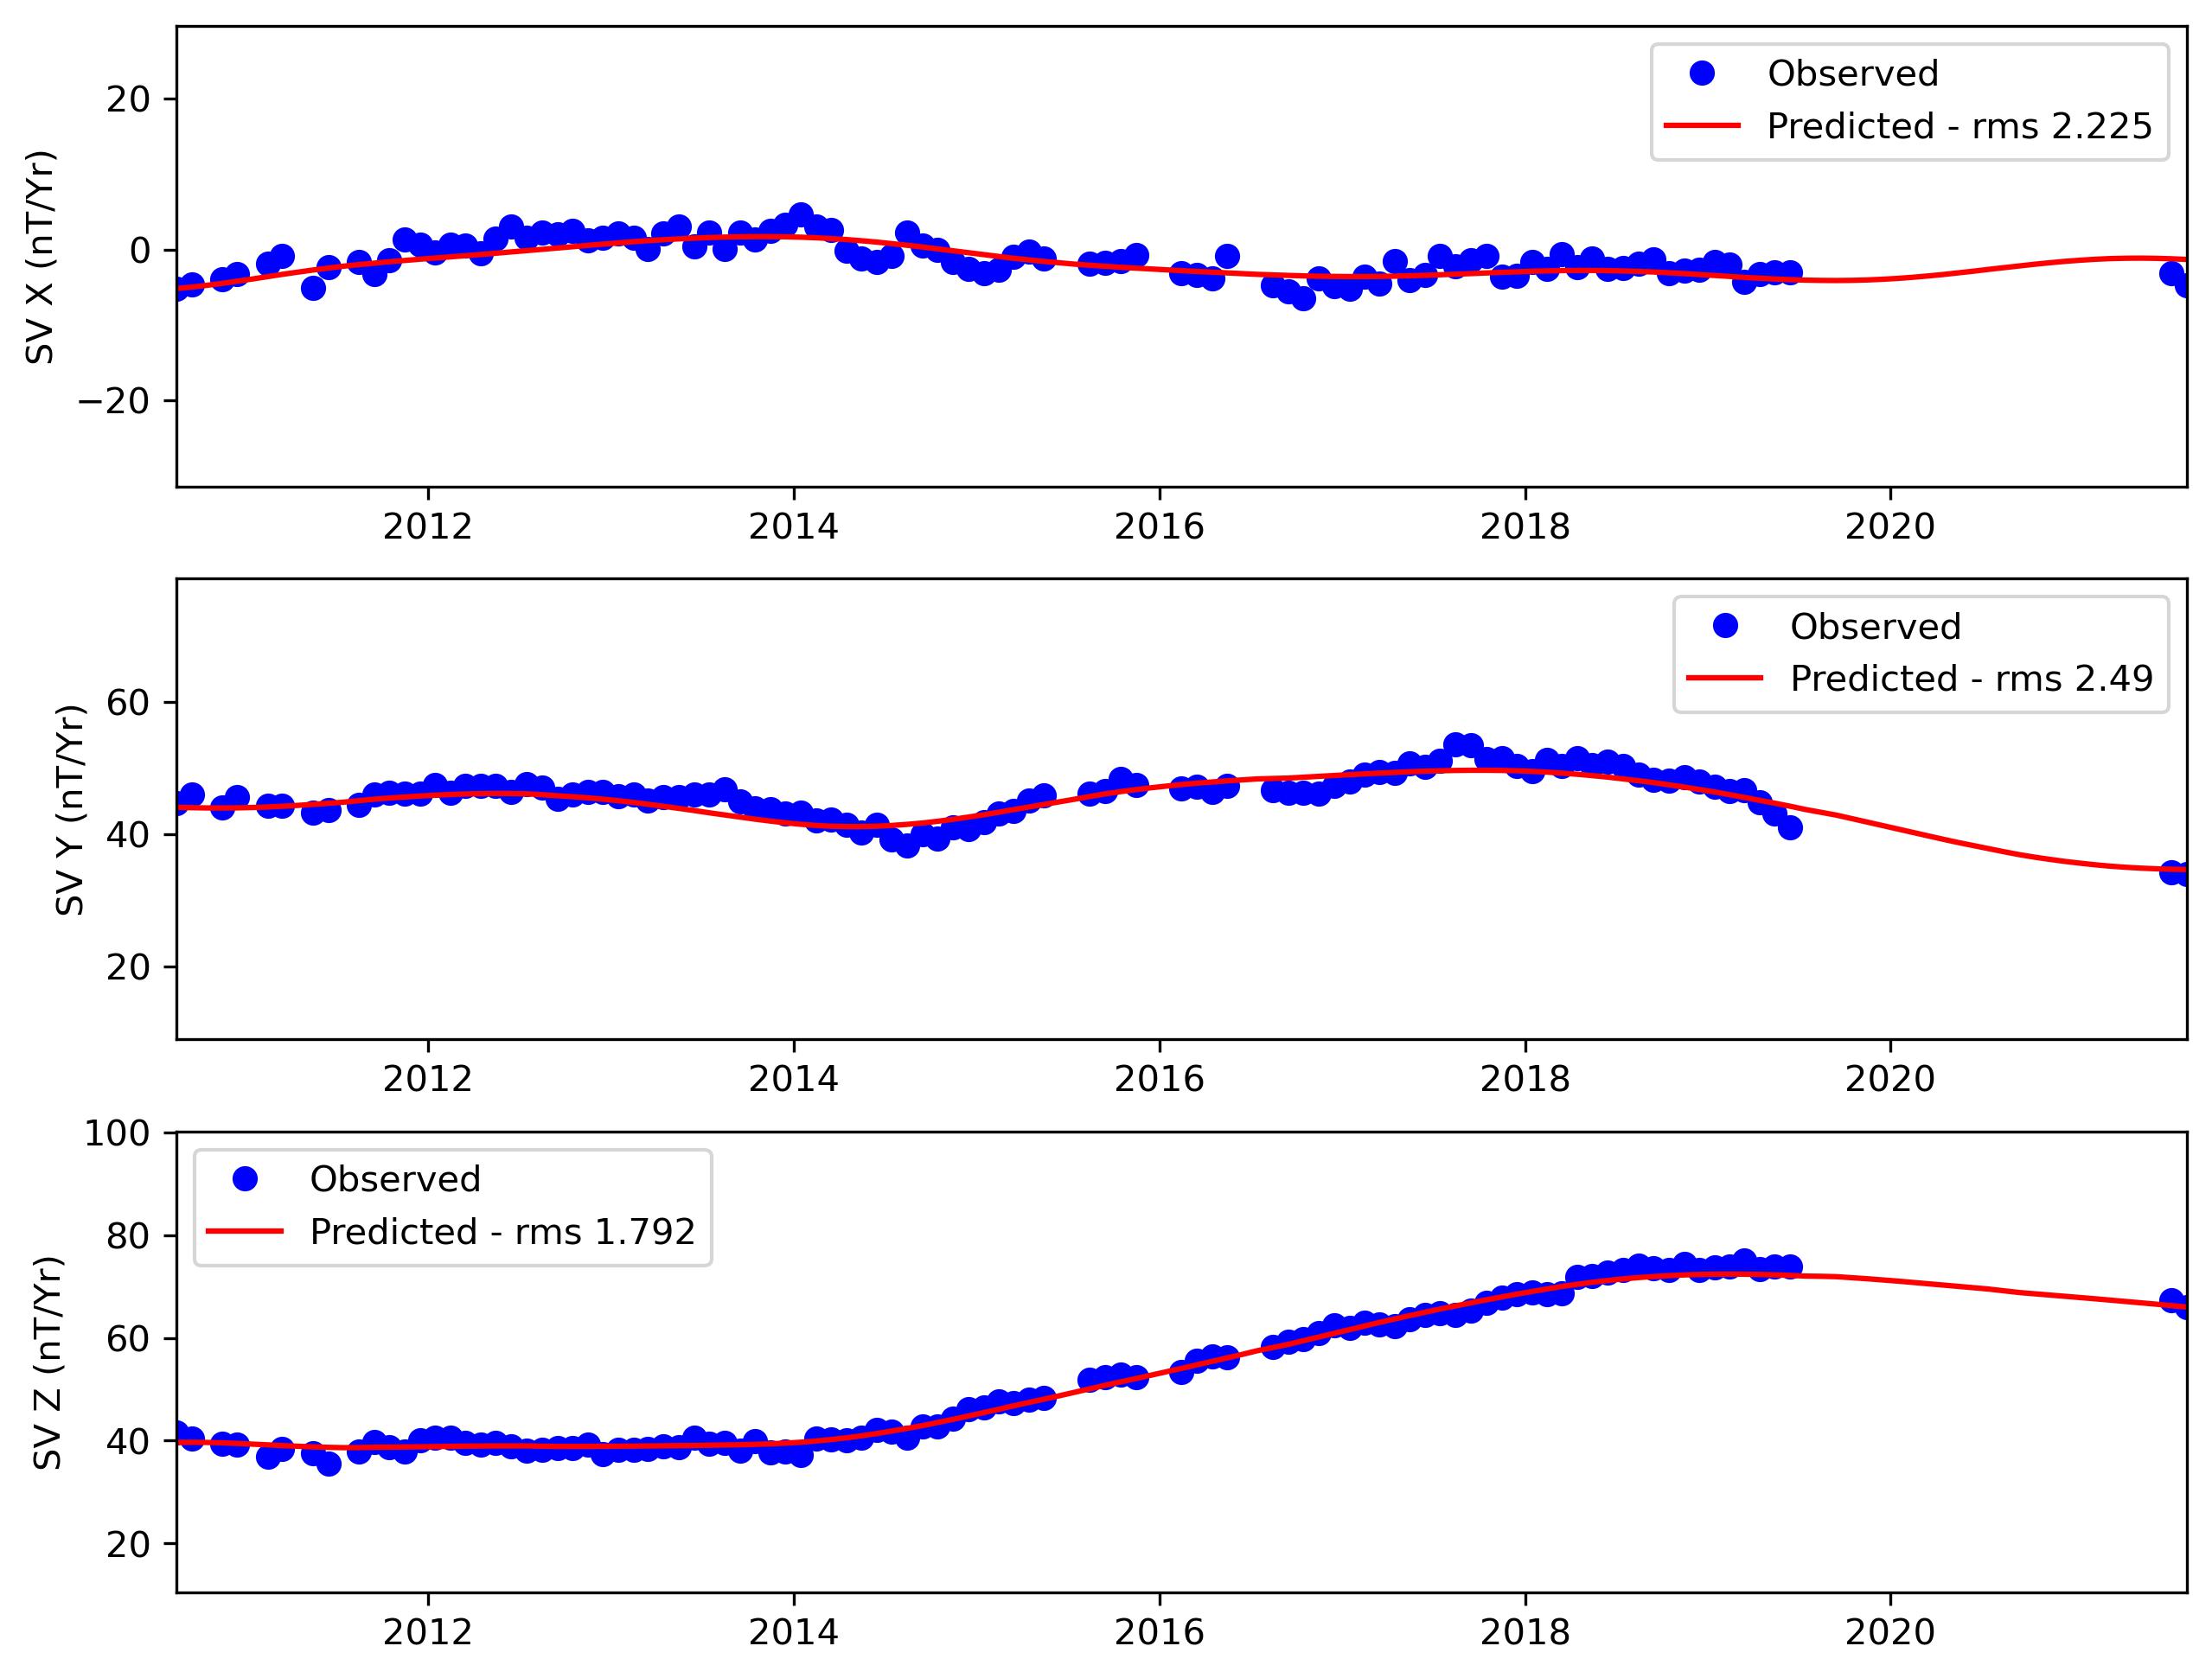 20
0
−20
SV X (nT/Yr)
Observed
Predicted - rms 2.225
2012 2014 2016 2018 2020
60
40
20
SV Y (nT/Yr)
Observed
Predicted - rms 2.49
2012 2014 2016 2018 2020
100
80
60
40
20
SV Z (nT/Yr)
Observed
Predicted - rms 1.792
2012 2014 2016 2018 2020